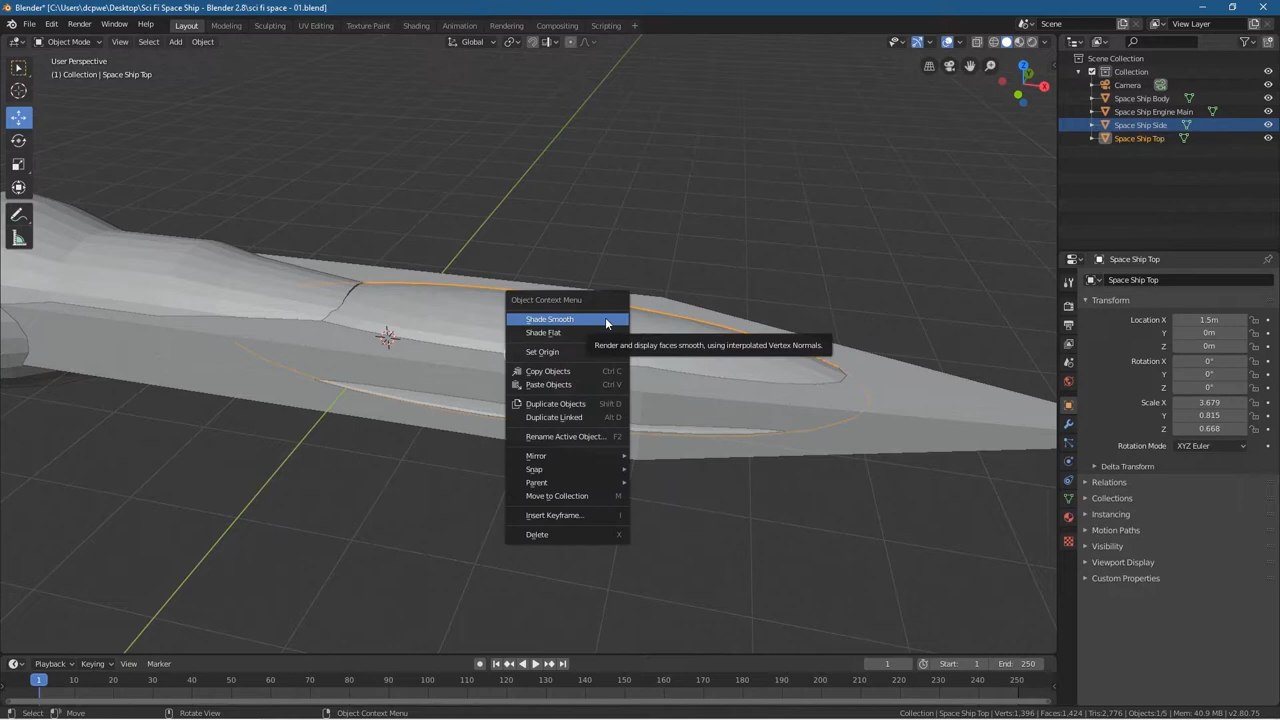 Blender* [C:\Users\dcpwe\Desktop\Sci Fi Space Ship - Blender 2.8\sci fi space - 01.blend]
File Edit Render Window Help Layout Modeling Sculpting UV Editing Texture Paint Shading Animation Rendering Compositing Scripting Scene View Layer
Object Mode View Select Add Object Global
User Perspective
(1) Collection | Space Ship Top
Z
Y
X
Scene Collection
Collection
Camera
Space Ship Body
Space Ship Engine Main
Space Ship Side
Space Ship Top
Object Context Menu
Shade Smooth
Shade Flat
Render and display faces smooth, using interpolated Vertex Normals.
Set Origin
Copy Objects Ctrl C
Paste Objects Ctrl V
Duplicate Objects Shift D
Duplicate Linked Alt D
Rename Active Object... F2
Mirror
Snap
Parent
Move to Collection M
Insert Keyframe... I
Delete X
Space Ship Top
Space Ship Top
Transform
Location X 1.5m
Y 0m
Z 0m
Rotation X 0°
Y 0°
Z 0°
Scale X 3.679
Y 0.815
Z 0.668
Rotation Mode XYZ Euler
Delta Transform
Relations
Collections
Instancing
Motion Paths
Visibility
Viewport Display
Custom Properties
Playback Keying View Marker 1 Start: 1 End: 250
1 10 20 30 40 50 60 70 80 90 100 110 120 130 140 150 160 170 180 190 200 210 220 230 240 250
Select Move Rotate View Object Context Menu Collection | Space Ship Top | Verts:1,396 | Faces:1,424 | Tris:2,776 | Objects:1/5 | Mem: 40.9 MB | v2.80.75